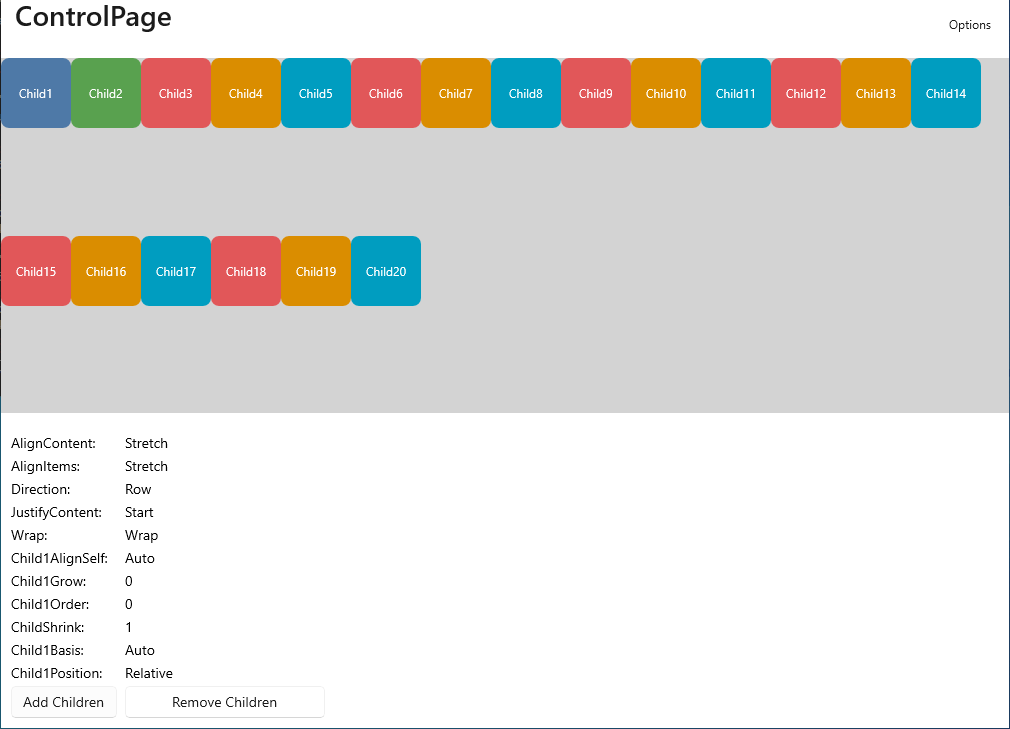 ControlPage
Options
Child1 Child2 Child3 Child4 Child5 Child6 Child7 Child8 Child9 Child10 Child11 Child12 Child13 Child14
Child15 Child16 Child17 Child18 Child19 Child20
AlignContent: Stretch
AlignItems: Stretch
Direction: Row
JustifyContent: Start
Wrap: Wrap
Child1AlignSelf: Auto
Child1Grow: 0
Child1Order: 0
ChildShrink: 1
Child1Basis: Auto
Child1Position: Relative
Add Children Remove Children